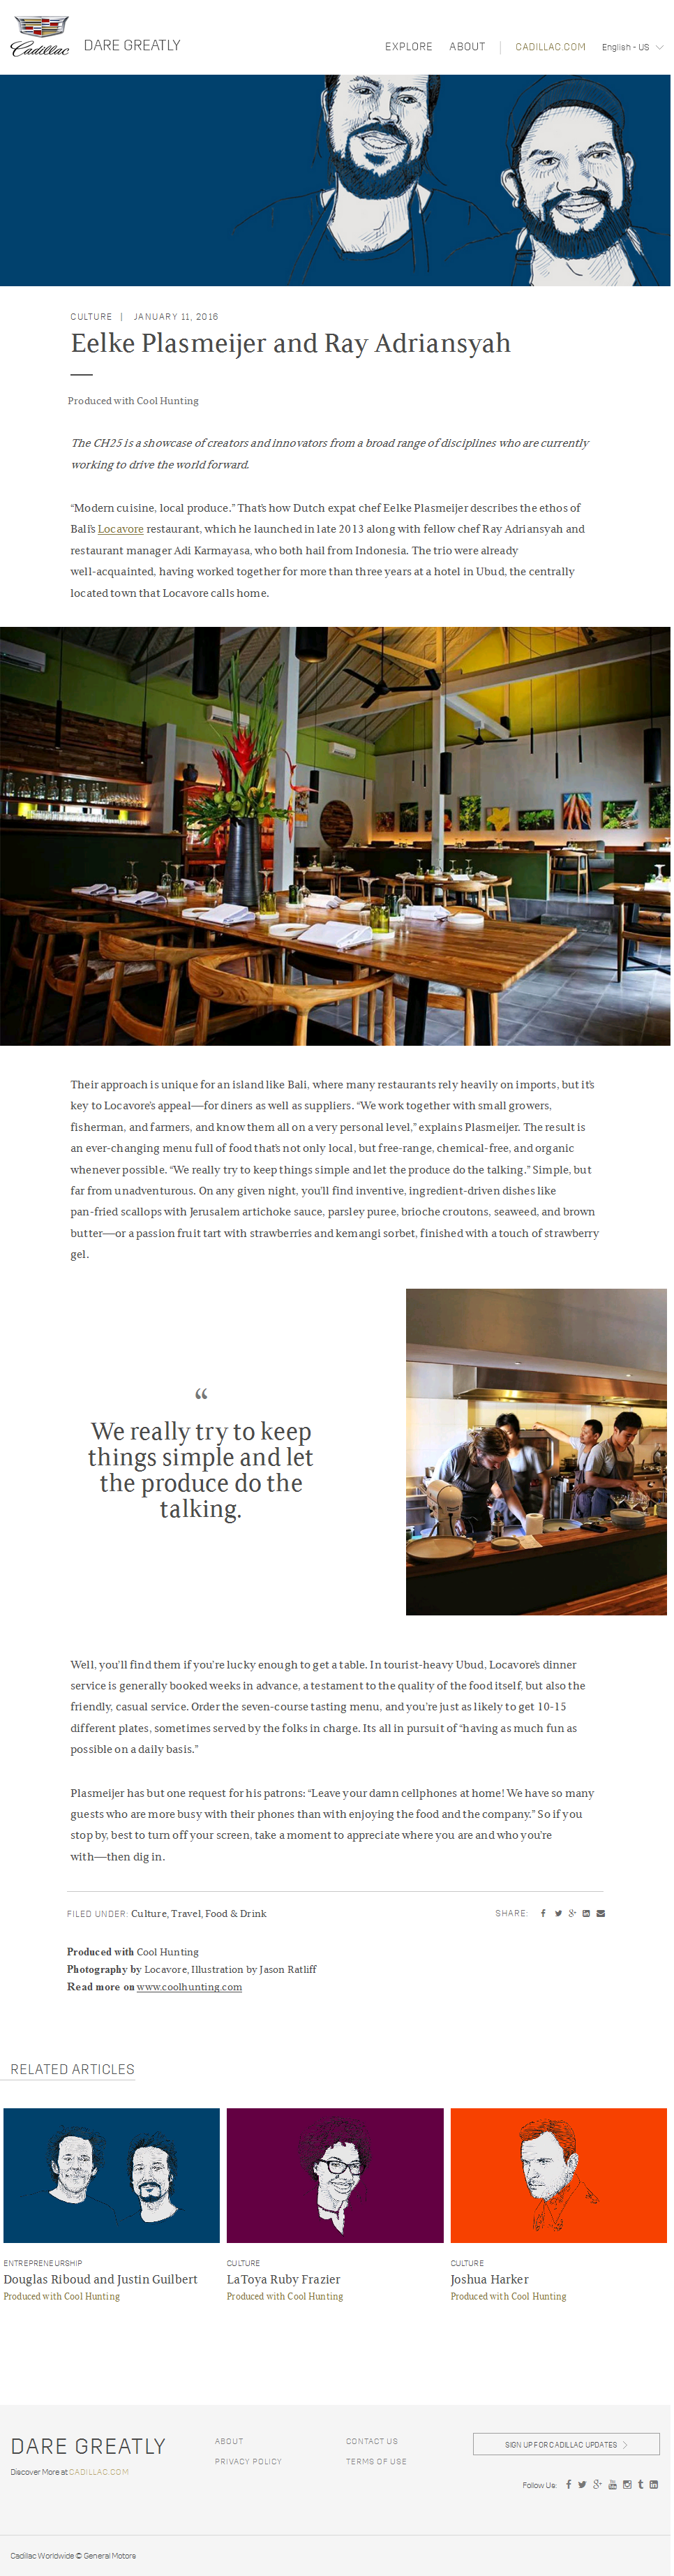 Cadillac
DARE GREATLY
EXPLORE ABOUT CADILLAC.COM English - US
CULTURE | JANUARY 11, 2016
Eelke Plasmeijer and Ray Adriansyah
Produced with Cool Hunting
The CH25 is a showcase of creators and innovators from a broad range of disciplines who are currently
working to drive the world forward.
“Modern cuisine, local produce.” That’s how Dutch expat chef Eelke Plasmeijer describes the ethos of
Bali’s Locavore restaurant, which he launched in late 2013 along with fellow chef Ray Adriansyah and
restaurant manager Adi Karmayasa, who both hail from Indonesia. The trio were already
well-acquainted, having worked together for more than three years at a hotel in Ubud, the centrally
located town that Locavore calls home.
Their approach is unique for an island like Bali, where many restaurants rely heavily on imports, but it’s
key to Locavore’s appeal—for diners as well as suppliers. “We work together with small growers,
fisherman, and farmers, and know them all on a very personal level,” explains Plasmeijer. The result is
an ever-changing menu full of food that’s not only local, but free-range, chemical-free, and organic
whenever possible. “We really try to keep things simple and let the produce do the talking.” Simple, but
far from unadventurous. On any given night, you’ll find inventive, ingredient-driven dishes like
pan-fried scallops with Jerusalem artichoke sauce, parsley puree, brioche croutons, seaweed, and brown
butter—or a passion fruit tart with strawberries and kemangi sorbet, finished with a touch of strawberry
gel.
“
We really try to keep
things simple and let
the produce do the
talking.
Well, you’ll find them if you’re lucky enough to get a table. In tourist-heavy Ubud, Locavore’s dinner
service is generally booked weeks in advance, a testament to the quality of the food itself, but also the
friendly, casual service. Order the seven-course tasting menu, and you’re just as likely to get 10-15
different plates, sometimes served by the folks in charge. Its all in pursuit of “having as much fun as
possible on a daily basis.”
Plasmeijer has but one request for his patrons: “Leave your damn cellphones at home! We have so many
guests who are more busy with their phones than with enjoying the food and the company.” So if you
stop by, best to turn off your screen, take a moment to appreciate where you are and who you’re
with—then dig in.
FILED UNDER: Culture, Travel, Food & Drink SHARE:
Produced with Cool Hunting
Photography by Locavore, Illustration by Jason Ratliff
Read more on www.coolhunting.com
RELATED ARTICLES
ENTREPRENEURSHIP
Douglas Riboud and Justin Guilbert
Produced with Cool Hunting
CULTURE
LaToya Ruby Frazier
Produced with Cool Hunting
CULTURE
Joshua Harker
Produced with Cool Hunting
DARE GREATLY
Discover More at CADILLAC.COM
ABOUT
PRIVACY POLICY
CONTACT US
TERMS OF USE
SIGN UP FOR CADILLAC UPDATES
Follow Us:
Cadillac Worldwide © General Motors